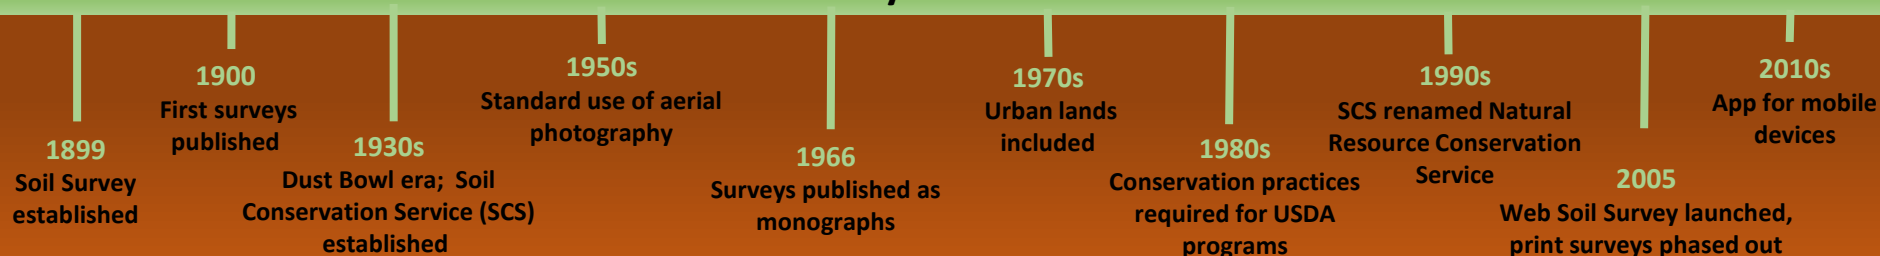 1899
Soil Survey
established
1900
First surveys
published
1930s
Dust Bowl era;  Soil
Conservation Service (SCS)
established
1950s
Standard use of aerial
photography
1966
Surveys published as
monographs
1970s
Urban lands
included
1980s
Conservation practices
required for USDA
programs
1990s
SCS renamed Natural
Resource Conservation
Service
2005
Web Soil Survey launched,
print surveys phased out
2010s
App for mobile
devices